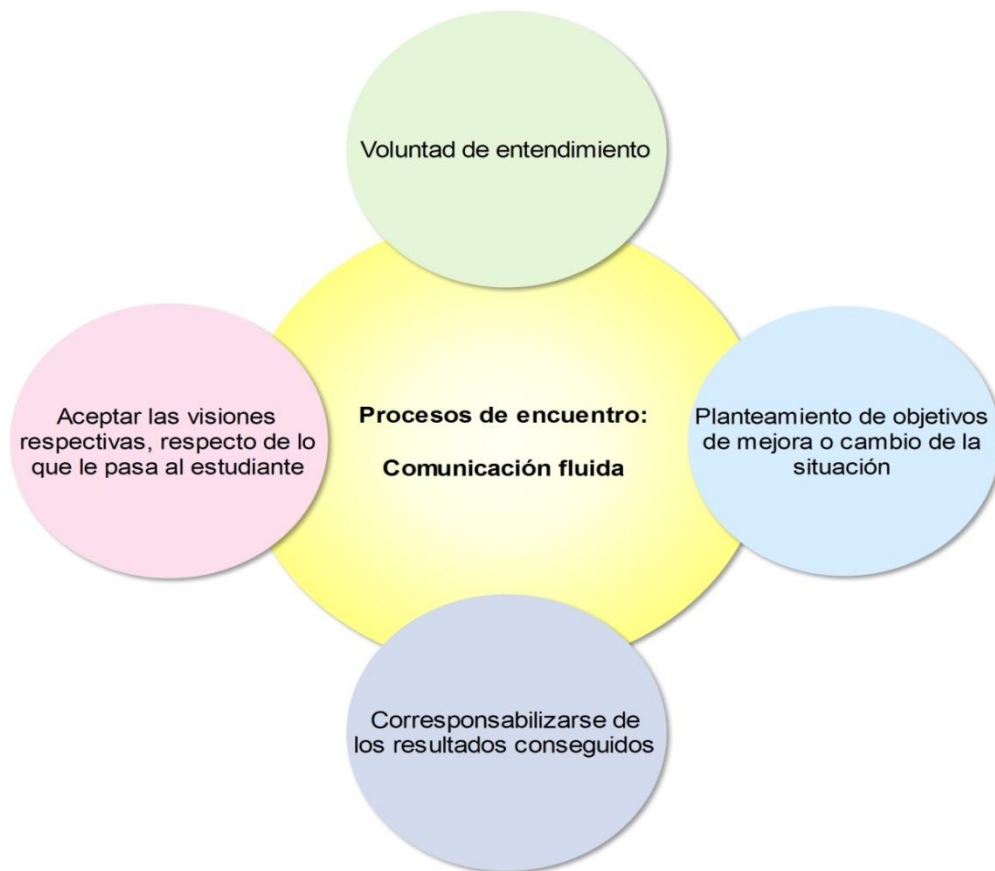 Voluntad de entendimiento
Aceptar las visiones
respectivas, respecto de lo
que le pasa al estudiante
Procesos de encuentro:
Comunicación fluida
Planteamiento de objetivos
de mejora o cambio de la
situación
Corresponsabilizarse de
los resultados conseguidos